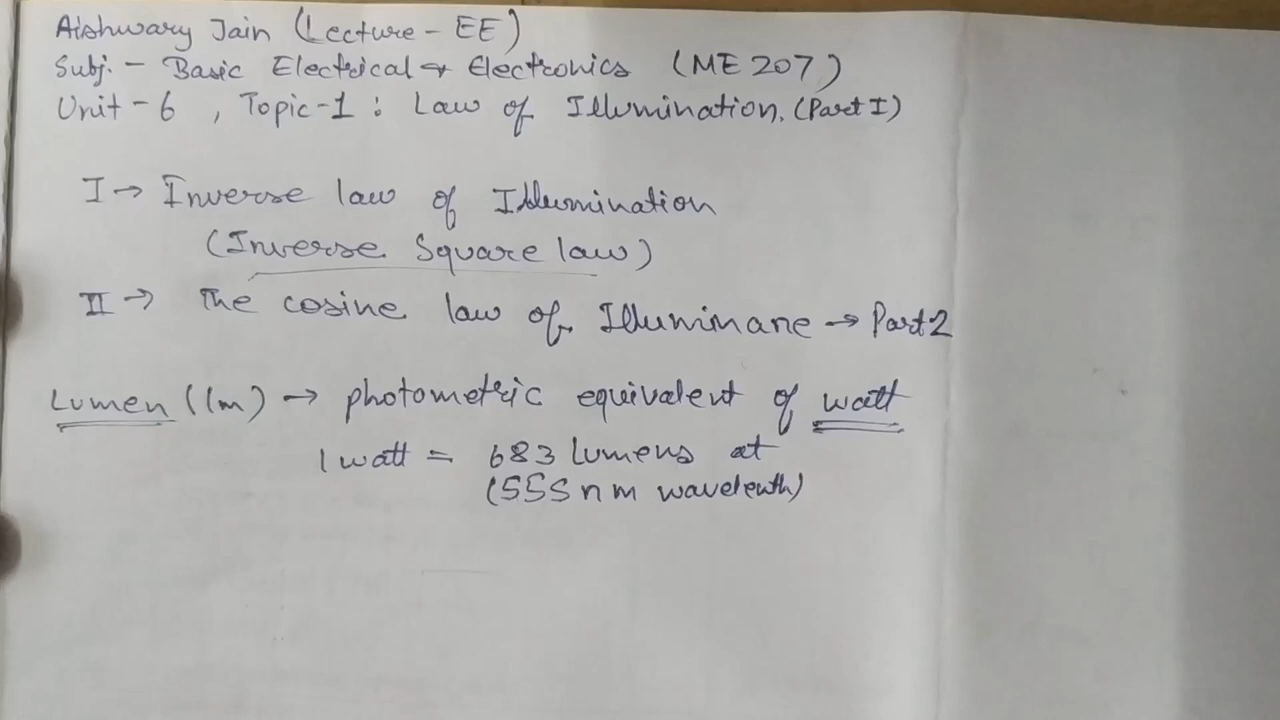 Aishwary Jain (Lecture - EE)
Subj. - Basic Electrical & Electronics (ME 207)
Unit - 6 , Topic-1 : Law of Illumination. (Part I)
I → Inverse law of Illumination
(Inverse Square law)
II → The cosine law of Illuminane → Part 2
Lumen (lm) → photometric equivalent of watt
1 watt = 683 Lumens at
(555 nm wavelenth)